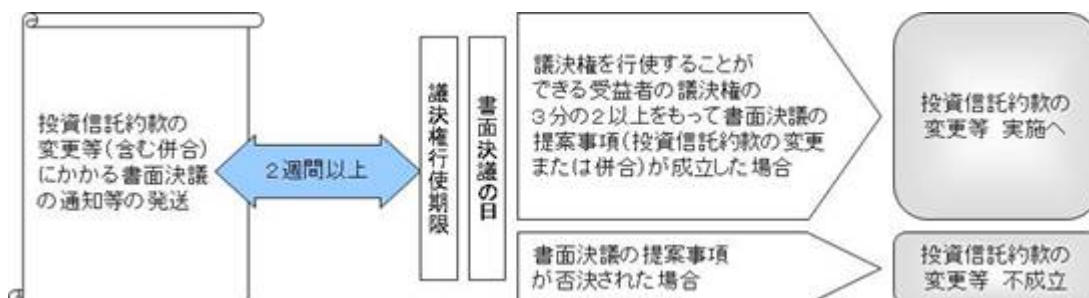 投資信託約款の
変更等(含む併合)
にかかる書面決議
の通知等の発送
2週間以上
議決権行使期限
書面決議の日
議決権を行使することが
できる受益者の議決権の
3分の2以上をもって書面決議の
提案事項(投資信託約款の変更
または併合)が成立した場合
投資信託約款の
変更等 実施へ
書面決議の提案事項
が否決された場合
投資信託約款の
変更等 不成立